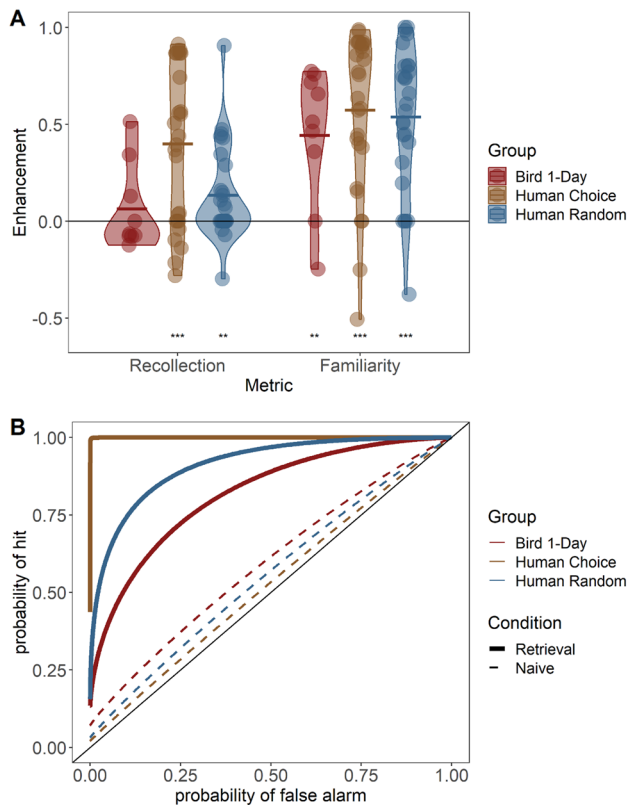 A
1.0
0.5
0.0
-0.5
Enhancement
*** ** ** *** ***
Recollection Familiarity
Metric
Group
Bird 1-Day
Human Choice
Human Random
B
1.00
0.75
0.50
0.25
0.00
probability of hit
0.00 0.25 0.50 0.75 1.00
probability of false alarm
Group
Bird 1-Day
Human Choice
Human Random
Condition
Retrieval
Naive